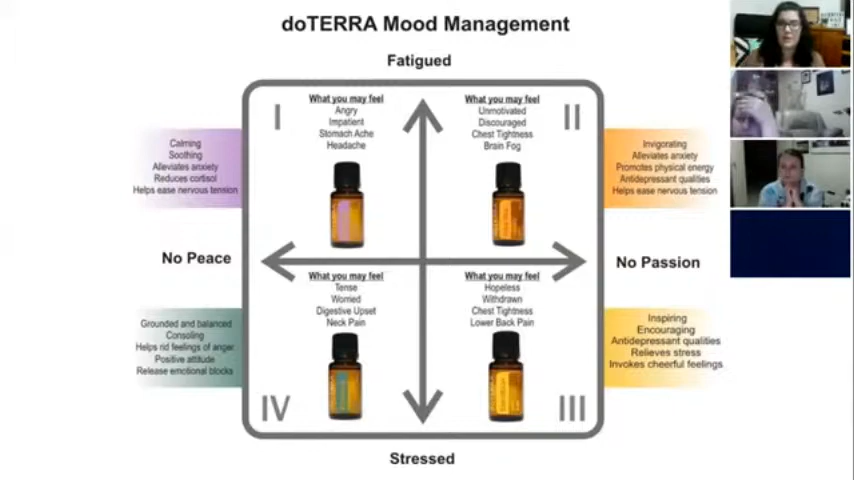 doTERRA Mood Management
Fatigued
I
What you may feel
Angry
Impatient
Stomach Ache
Headache
What you may feel
Unmotivated
Discouraged
Chest Tightness
Brain Fog
II
Calming
Soothing
Alleviates anxiety
Reduces cortisol
Helps ease nervous tension
Invigorating
Alleviates anxiety
Promotes physical energy
Antidepressant qualities
Helps ease nervous tension
No Peace
No Passion
What you may feel
Tense
Worried
Digestive Upset
Neck Pain
What you may feel
Hopeless
Withdrawn
Chest Tightness
Lower Back Pain
Grounded and balanced
Consoling
Helps rid feelings of anger
Positive attitude
Release emotional blocks
Inspiring
Encouraging
Antidepressant qualities
Relieves stress
Invokes cheerful feelings
IV
III
Stressed